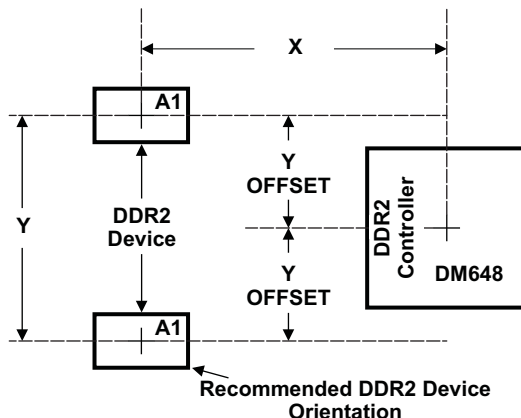 X
A1
Y
OFFSET
Y
DDR2
Device
DDR2
Controller
DM648
Y
OFFSET
A1
Recommended DDR2 Device
Orientation